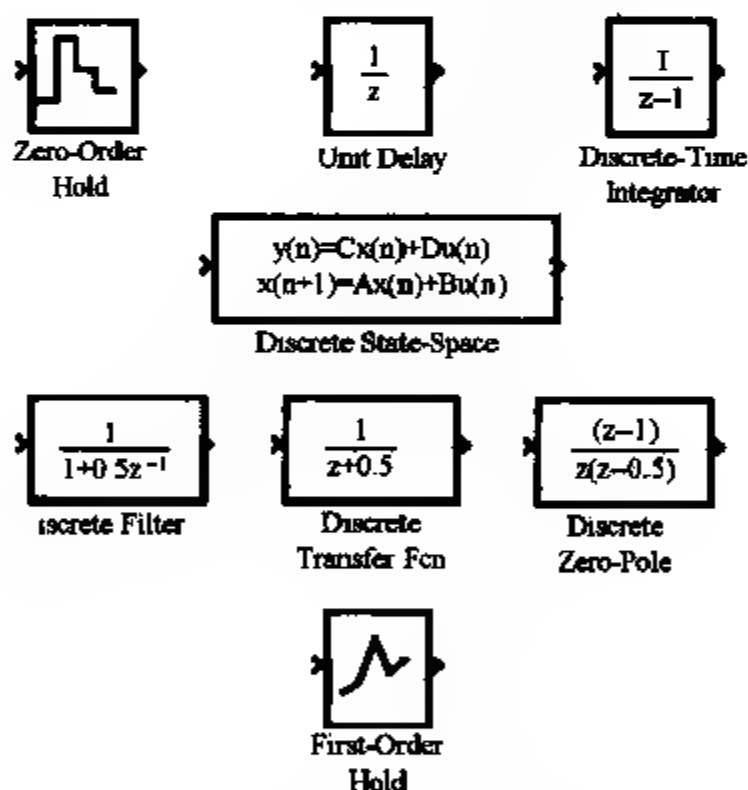 1
z
T
z-1
Zero-Order
Hold
Unit Delay
Discrete-Time
Integrator
y(n)=Cx(n)+Du(n)
x(n+1)=Ax(n)+Bu(n)
Discrete State-Space
1
1+0 5z⁻¹
1
z+0.5
(z-1)
z(z-0.5)
iscrete Filter
Discrete
Transfer Fcn
Discrete
Zero-Pole
First-Order
Hold